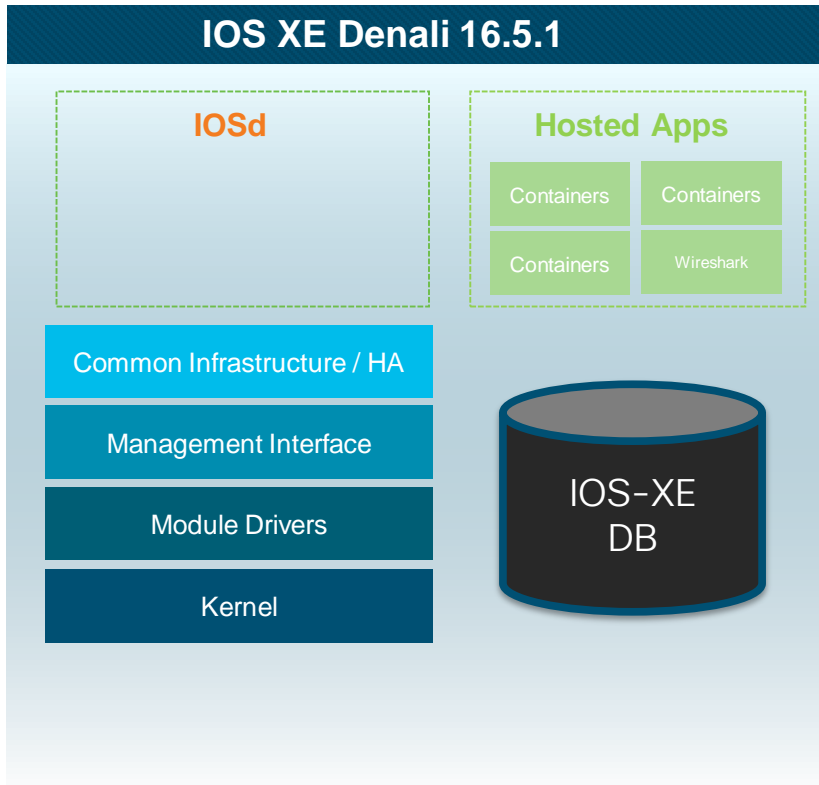 IOS XE Denali 16.5.1
IOSd
Hosted Apps
Containers
Containers
Containers
Wireshark
Common Infrastructure / HA
Management Interface
Module Drivers
Kernel
IOS-XE
DB